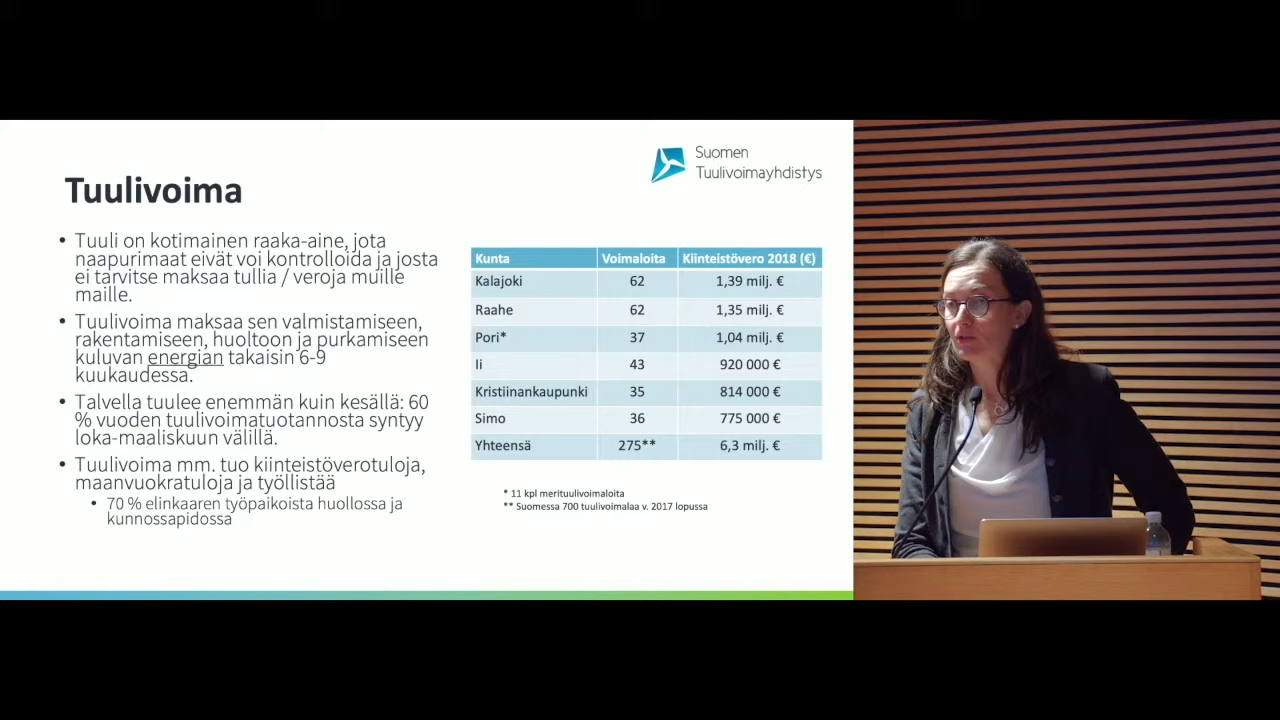 Suomen
Tuulivoimayhdistys
Tuulivoima
• Tuuli on kotimainen raaka-aine, jota
naapurimaat eivät voi kontrolloida ja josta
ei tarvitse maksaa tullia / veroja muille
maille.
• Tuulivoima maksaa sen valmistamiseen,
rakentamiseen, huoltoon ja purkamiseen
kuluvan energian takaisin 6-9
kuukaudessa.
• Talvella tuulee enemmän kuin kesällä: 60
% vuoden tuulivoimatuotannosta syntyy
loka-maaliskuun välillä.
• Tuulivoima mm. tuo kiinteistöverotuloja,
maanvuokratuloja ja työllistää
• 70 % elinkaaren työpaikoista huollossa ja
kunnossapidossa
Kunta Voimaloita Kiinteistövero 2018 (€)
Kalajoki 62 1,39 milj. €
Raahe 62 1,35 milj. €
Pori* 37 1,04 milj. €
Ii 43 920 000 €
Kristiinankaupunki 35 814 000 €
Simo 36 775 000 €
Yhteensä 275** 6,3 milj. €
* 11 kpl merituulivoimaloita
** Suomessa 700 tuulivoimalaa v. 2017 lopussa